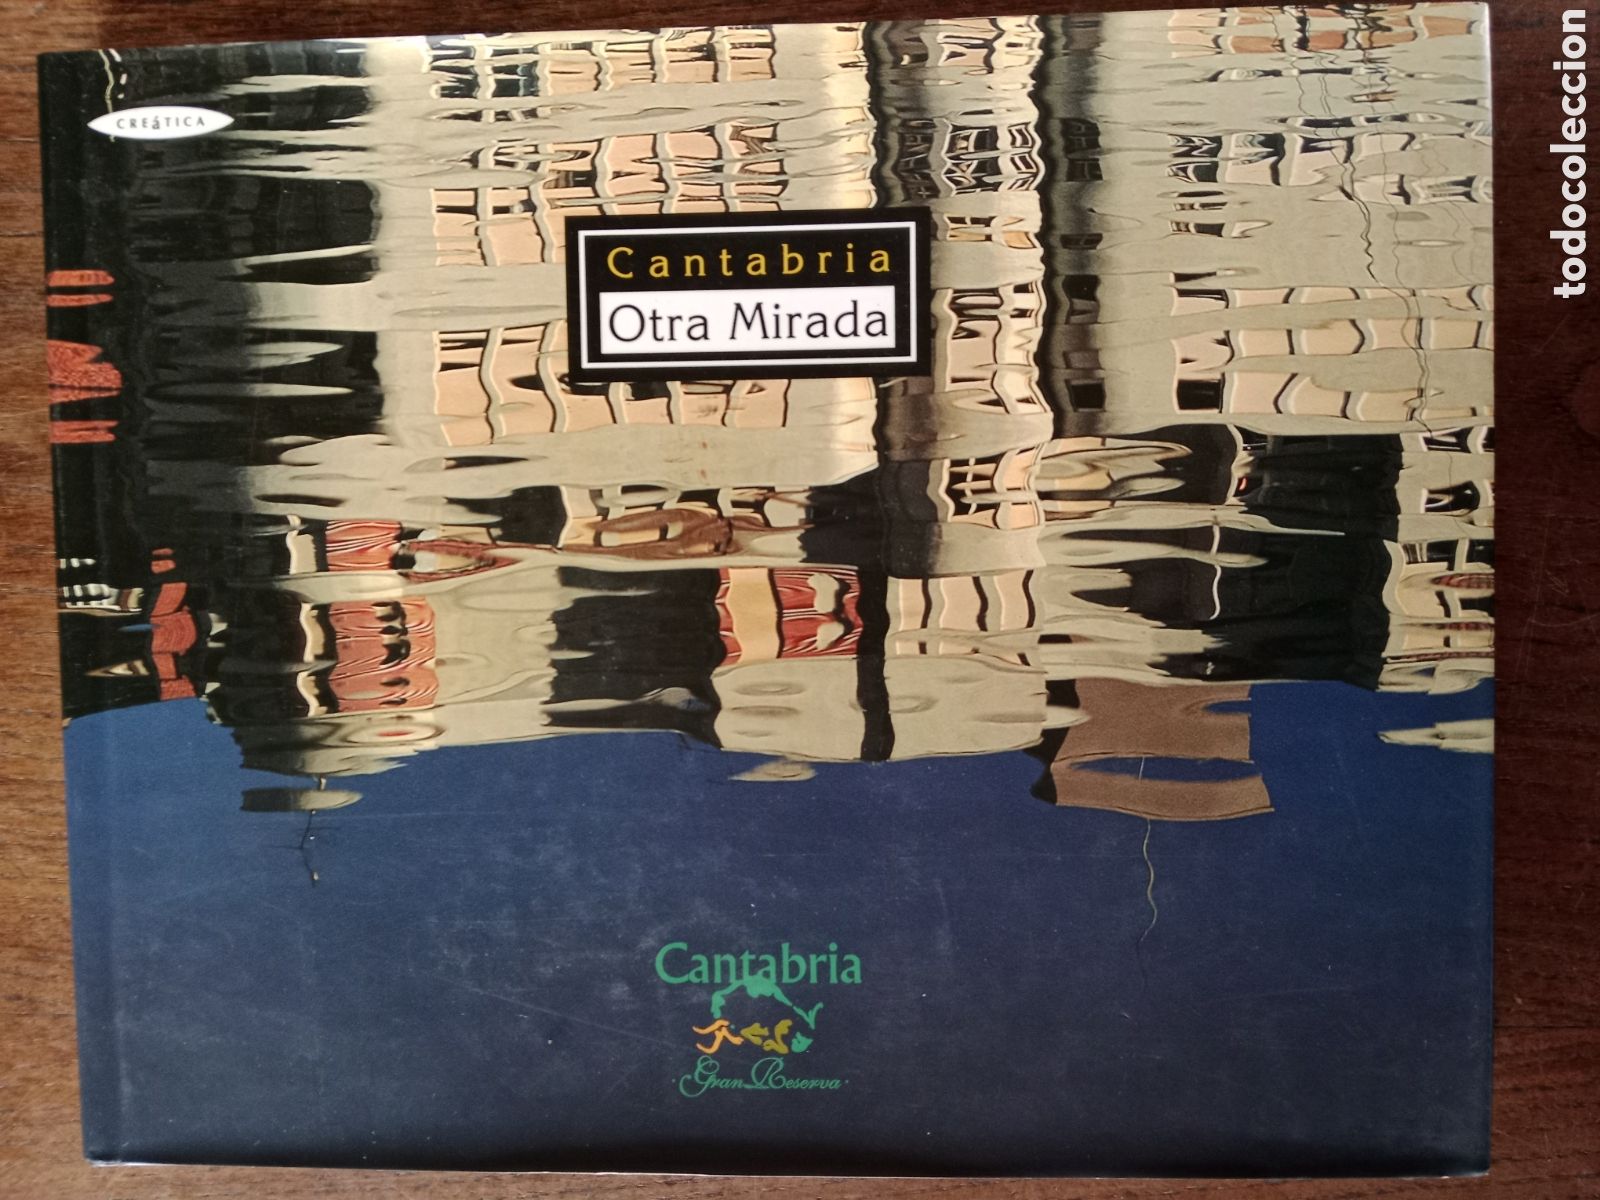 CREáTICA
Cantabria
Otra Mirada
Cantabria
Gran Reserva
todocoleccion